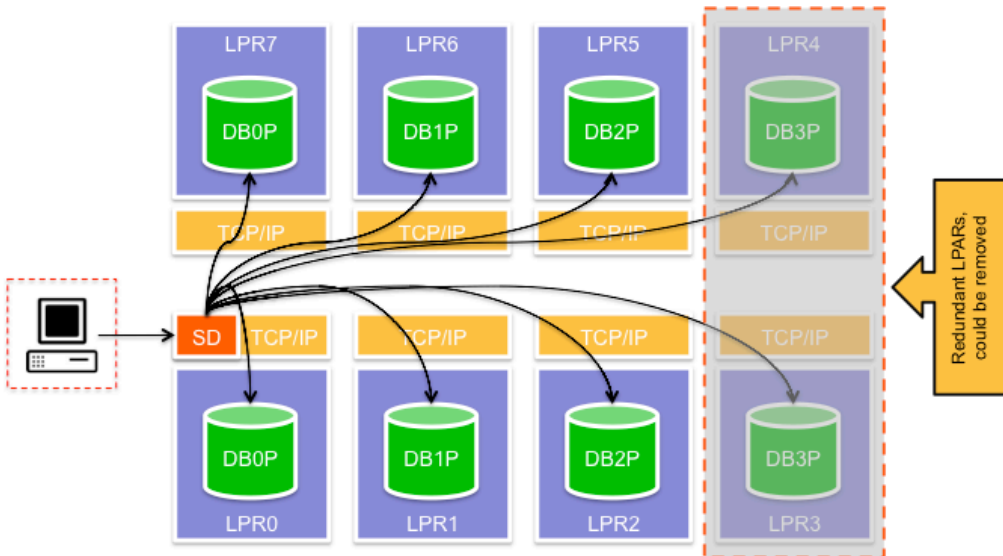 LPR7
LPR6
LPR5
LPR4
DB0P
DB1P
DB2P
DB3P
TCP/IP
TCP/IP
TCP/IP
TCP/IP
Redundant LPARs,
could be removed
SD
TCP/IP
TCP/IP
TCP/IP
TCP/IP
DB0P
DB1P
DB2P
DB3P
LPR0
LPR1
LPR2
LPR3